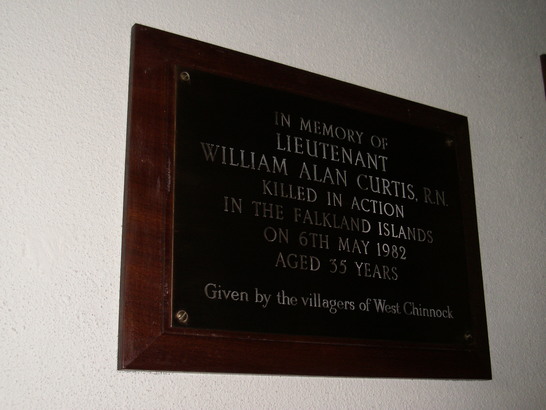 IN MEMORY OF
LIEUTENANT
WILLIAM ALAN CURTIS, R.N.
KILLED IN ACTION
IN THE FALKLAND ISLANDS
ON 6TH MAY 1982
AGED 35 YEARS
Given by the villagers of West Chinnock